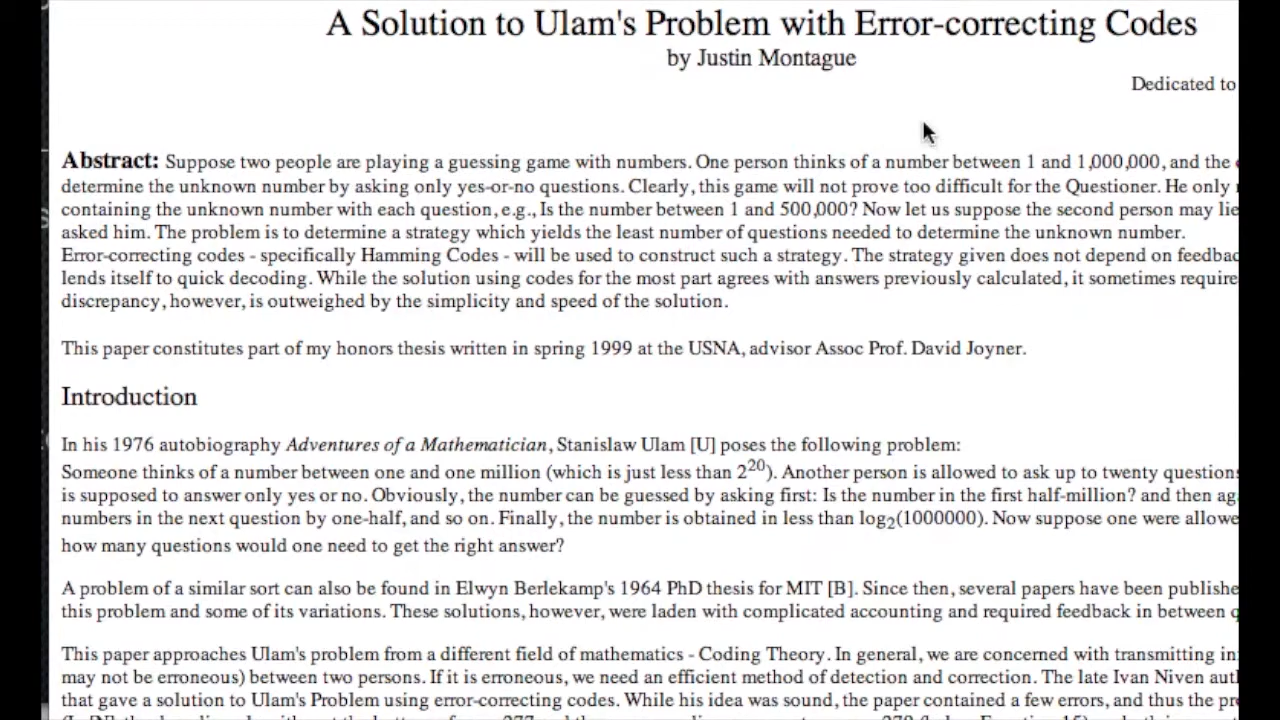 A Solution to Ulam's Problem with Error-correcting Codes
by Justin Montague
Dedicated to
Abstract: Suppose two people are playing a guessing game with numbers. One person thinks of a number between 1 and 1,000,000, and the
determine the unknown number by asking only yes-or-no questions. Clearly, this game will not prove too difficult for the Questioner. He only
containing the unknown number with each question, e.g., Is the number between 1 and 500,000? Now let us suppose the second person may lie
asked him. The problem is to determine a strategy which yields the least number of questions needed to determine the unknown number.
Error-correcting codes - specifically Hamming Codes - will be used to construct such a strategy. The strategy given does not depend on feedbac
lends itself to quick decoding. While the solution using codes for the most part agrees with answers previously calculated, it sometimes require
discrepancy, however, is outweighed by the simplicity and speed of the solution.
This paper constitutes part of my honors thesis written in spring 1999 at the USNA, advisor Assoc Prof. David Joyner.
Introduction
In his 1976 autobiography Adventures of a Mathematician, Stanislaw Ulam [U] poses the following problem:
Someone thinks of a number between one and one million (which is just less than 2^20). Another person is allowed to ask up to twenty questions
is supposed to answer only yes or no. Obviously, the number can be guessed by asking first: Is the number in the first half-million? and then ag
numbers in the next question by one-half, and so on. Finally, the number is obtained in less than log2(1000000). Now suppose one were allowe
how many questions would one need to get the right answer?
A problem of a similar sort can also be found in Elwyn Berlekamp's 1964 PhD thesis for MIT [B]. Since then, several papers have been publishe
this problem and some of its variations. These solutions, however, were laden with complicated accounting and required feedback in between
This paper approaches Ulam's problem from a different field of mathematics - Coding Theory. In general, we are concerned with transmitting in
may not be erroneous) between two persons. If it is erroneous, we need an efficient method of detection and correction. The late Ivan Niven aut
that gave a solution to Ulam's Problem using error-correcting codes. While his idea was sound, the paper contained a few errors, and thus the pr